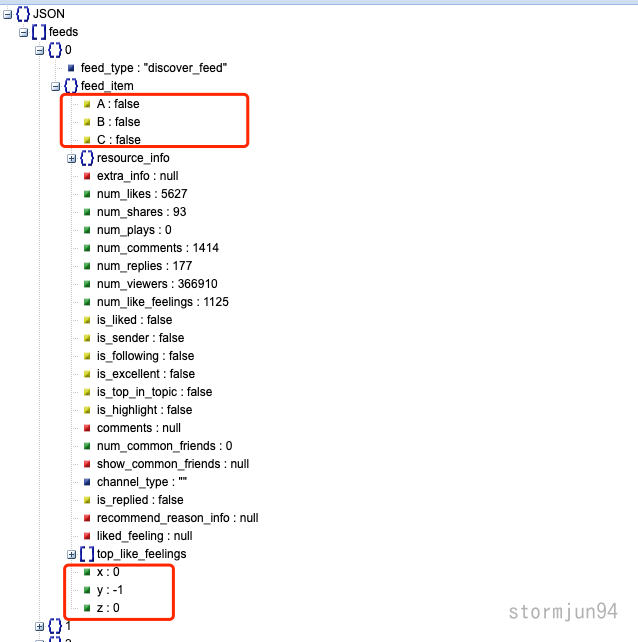 JSON
feeds
0
feed_type : "discover_feed"
feed_item
A : false
B : false
C : false
resource_info
extra_info : null
num_likes : 5627
num_shares : 93
num_plays : 0
num_comments : 1414
num_replies : 177
num_viewers : 366910
num_like_feelings : 1125
is_liked : false
is_sender : false
is_following : false
is_excellent : false
is_top_in_topic : false
is_highlight : false
comments : null
num_common_friends : 0
show_common_friends : null
channel_type : ""
is_replied : false
recommend_reason_info : null
liked_feeling : null
top_like_feelings
x : 0
y : -1
z : 0
1
stormjun94